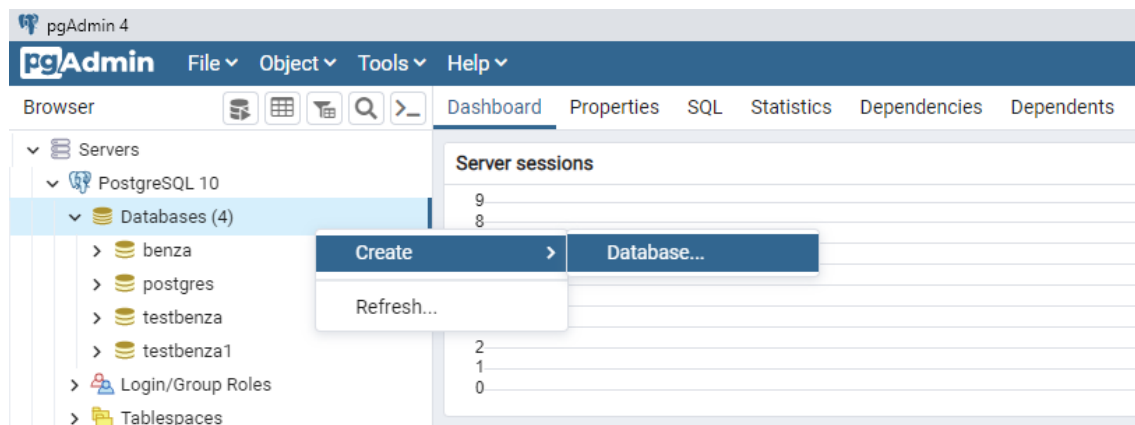 pgAdmin 4
pgAdmin File Object Tools Help
Browser Dashboard Properties SQL Statistics Dependencies Dependents
Servers
PostgreSQL 10
Databases (4)
benza
postgres
testbenza
testbenza1
Login/Group Roles
Tablespaces
Create
Refresh...
Database...
Server sessions
9
8
2
1
0